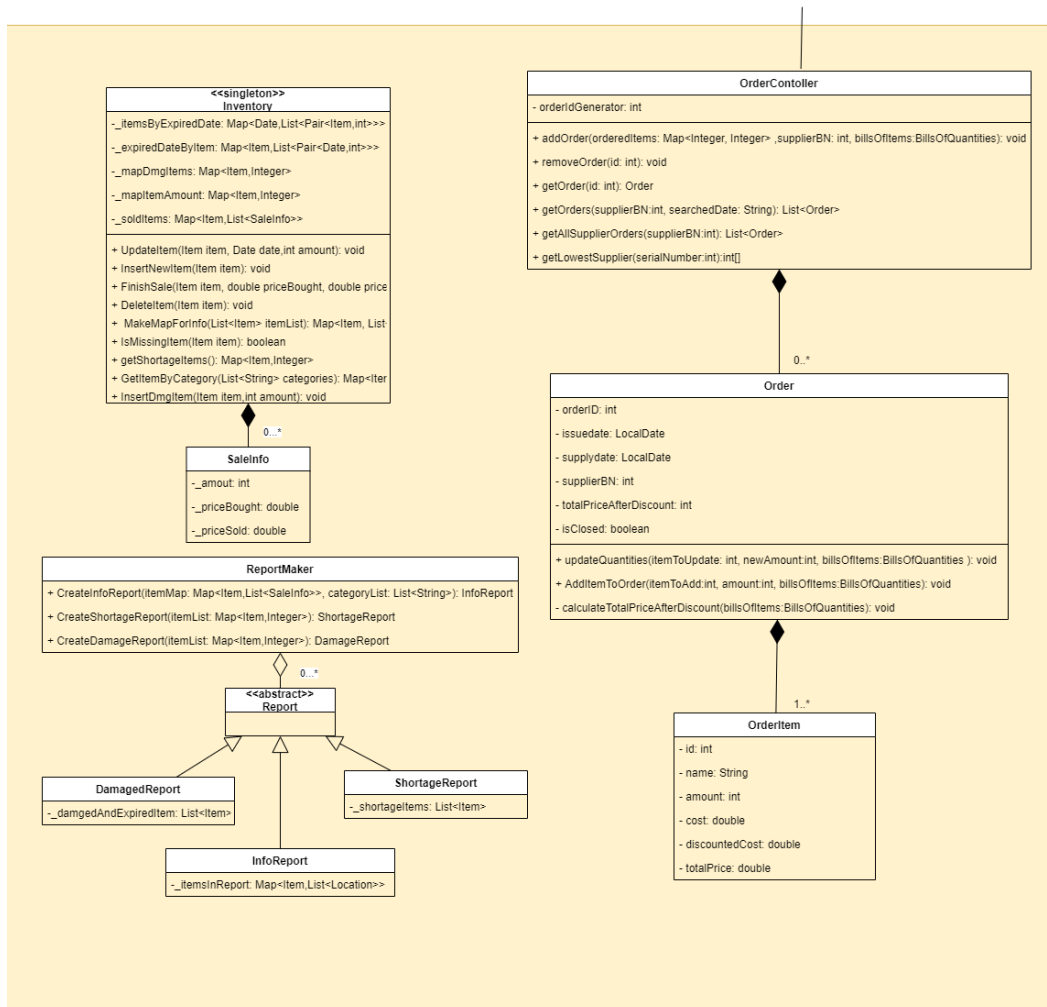 <<singleton>>
Inventory
-_itemsByExpiredDate: Map<Date,List<Pair<Item,int>>>
-_expiredDateByItem: Map<Item,List<Pair<Date,int>>>
-_mapDmgItems: Map<Item,Integer>
-_mapItemAmount: Map<Item,Integer>
-_soldItems: Map<Item,List<SaleInfo>>
+ UpdateItem(Item item, Date date,int amount): void
+ InsertNewItem(Item item): void
+ FinishSale(Item item, double priceBought, double price
+ DeleteItem(Item item): void
+ MakeMapForInfo(List<Item> itemList): Map<Item, List
+ IsMissingItem(Item item): boolean
+ getShortageItems(): Map<Item,Integer>
+ GetItemByCategory(List<String> categories): Map<Iter
+ InsertDmgItem(Item item,int amount): void
0...*
SaleInfo
-_amout: int
-_priceBought: double
-_priceSold: double
ReportMaker
+ CreateInfoReport(itemMap: Map<Item,List<SaleInfo>>, categoryList: List<String>): InfoReport
+ CreateShortageReport(itemList: Map<Item,Integer>): ShortageReport
+ CreateDamageReport(itemList: Map<Item,Integer>): DamageReport
0...*
<<abstract>>
Report
DamagedReport
-_damgedAndExpiredItem: List<Item>
ShortageReport
-_shortageItems: List<Item>
InfoReport
-_itemsInReport: Map<Item,List<Location>>
OrderContoller
- orderIdGenerator: int
+ addOrder(orderedItems: Map<Integer, Integer> ,supplierBN: int, billsOfItems:BillsOfQuantities): void
+ removeOrder(id: int): void
+ getOrder(id: int): Order
+ getOrders(supplierBN:int, searchedDate: String): List<Order>
+ getAllSupplierOrders(supplierBN:int): List<Order>
+ getLowestSupplier(serialNumber:int):int[]
0..*
Order
- orderID: int
- issuedate: LocalDate
- supplydate: LocalDate
- supplierBN: int
- totalPriceAfterDiscount: int
- isClosed: boolean
+ updateQuantities(itemToUpdate: int, newAmount:int, billsOfItems:BillsOfQuantities ): void
+ AddItemToOrder(itemToAdd:int, amount:int, billsOfItems:BillsOfQuantities): void
- calculateTotalPriceAfterDiscount(billsOfItems:BillsOfQuantities): void
1..*
OrderItem
- id: int
- name: String
- amount: int
- cost: double
- discountedCost: double
- totalPrice: double